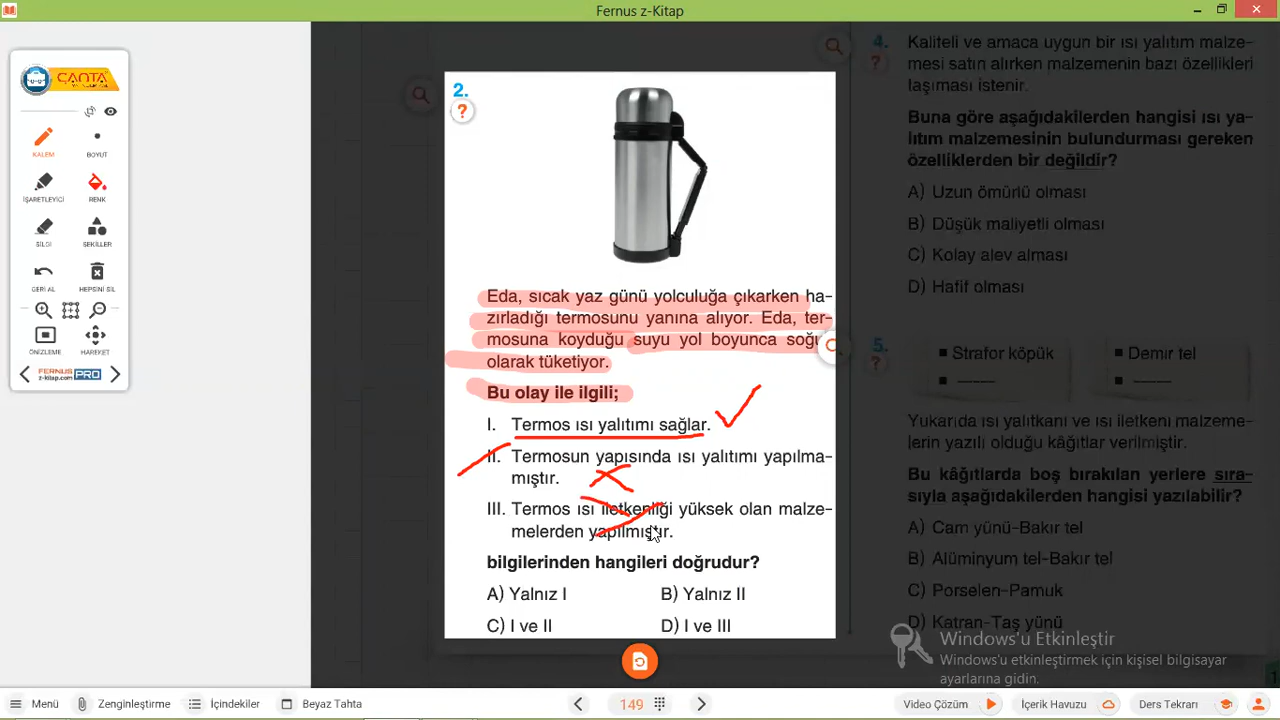 Fernus z-Kitap
ÇANTA
KALEM
BOYUT
İŞARETLEYİCİ
RENK
SİLGİ
ŞEKİLLER
GERİ AL
HEPSİNİ SİL
ÖNİZLEME
HAREKET
FERNUS
z-kitap.com PRO
2.
?
Eda, sıcak yaz günü yolculuğa çıkarken ha-
zırladığı termosunu yanına alıyor. Eda, ter-
mosuna koyduğu suyu yol boyunca soğu
olarak tüketiyor.
Bu olay ile ilgili;
I. Termos ısı yalıtımı sağlar.
II. Termosun yapısında ısı yalıtımı yapılma-
mıştır.
III. Termos ısı iletkenliği yüksek olan malze-
melerden yapılmıştır.
bilgilerinden hangileri doğrudur?
A) Yalnız I
B) Yalnız II
C) I ve II
D) I ve III
4.
?
Kaliteli ve amaca uygun bir ısı yalıtım malze-
mesi satın alırken malzemenin bazı özellikleri
laşıması istenir.
Buna göre aşağıdakilerden hangisi ısı ya-
lıtım malzemesinin bulundurması gereken
özelliklerden bir değildir?
A) Uzun ömürlü olması
B) Düşük maliyetli olması
C) Kolay alev alması
D) Hafif olması
5.
?
Strafor köpük
Demir tel
Yukarıda ısı yalıtkanı ve ısı iletken malzeme-
lerin yazılı olduğu kâğıtlar verilmiştir.
Bu kâğıtlarda boş bırakılan yerlere sıra-
sıyla aşağıdakilerden hangisi yazılabilir?
A) Cam yünü-Bakır tel
B) Alüminyum tel-Bakır tel
C) Porselen-Pamuk
D) Katran-Taş yünü
Windows'u Etkinleştir
Windows'u etkinleştirmek için kişisel bilgisayar
ayarlarına gidin.
Menü
Zenginleştirme
İçindekiler
Beyaz Tahta
149
Video Çözüm
İçerik Havuzu
Ders Tekrarı